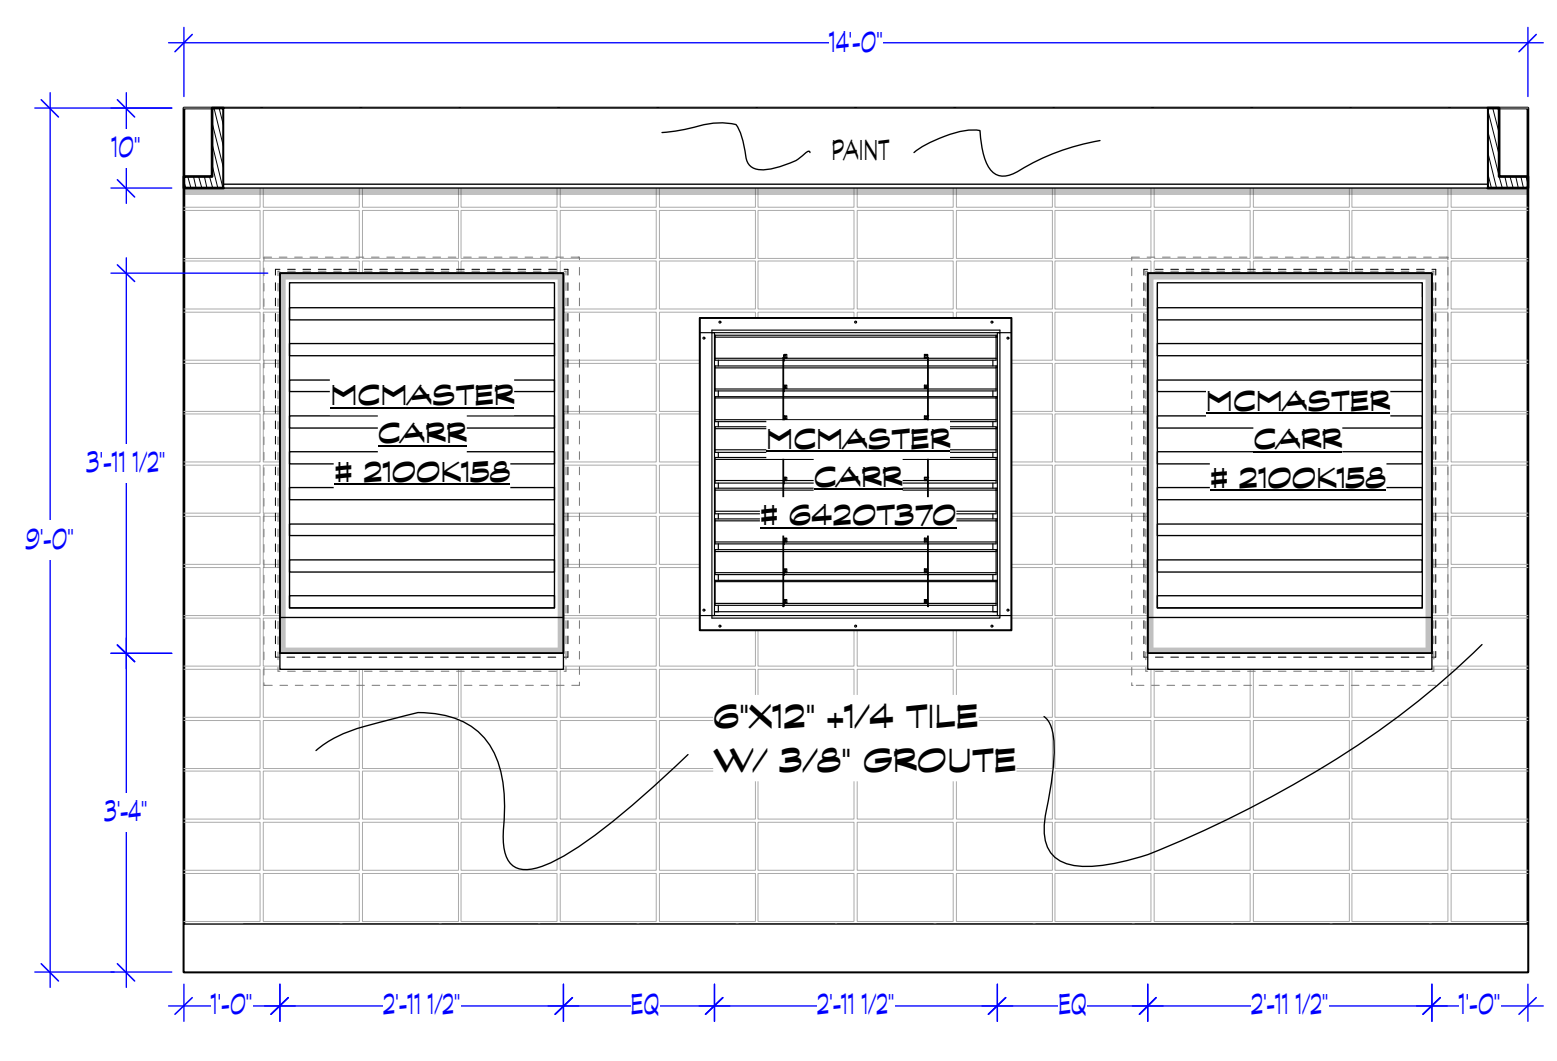 14'-0"
10"
PAINT
3'-11 1/2"
9'-0"
3'-4"
MCMASTER
CARR
# 2100K158
MCMASTER
CARR
# 6420T370
MCMASTER
CARR
# 2100K158
6"X12" +1/4 TILE
W/ 3/8" GROUTE
1'-0" 2'-11 1/2" EQ 2'-11 1/2" EQ 2'-11 1/2" 1'-0"